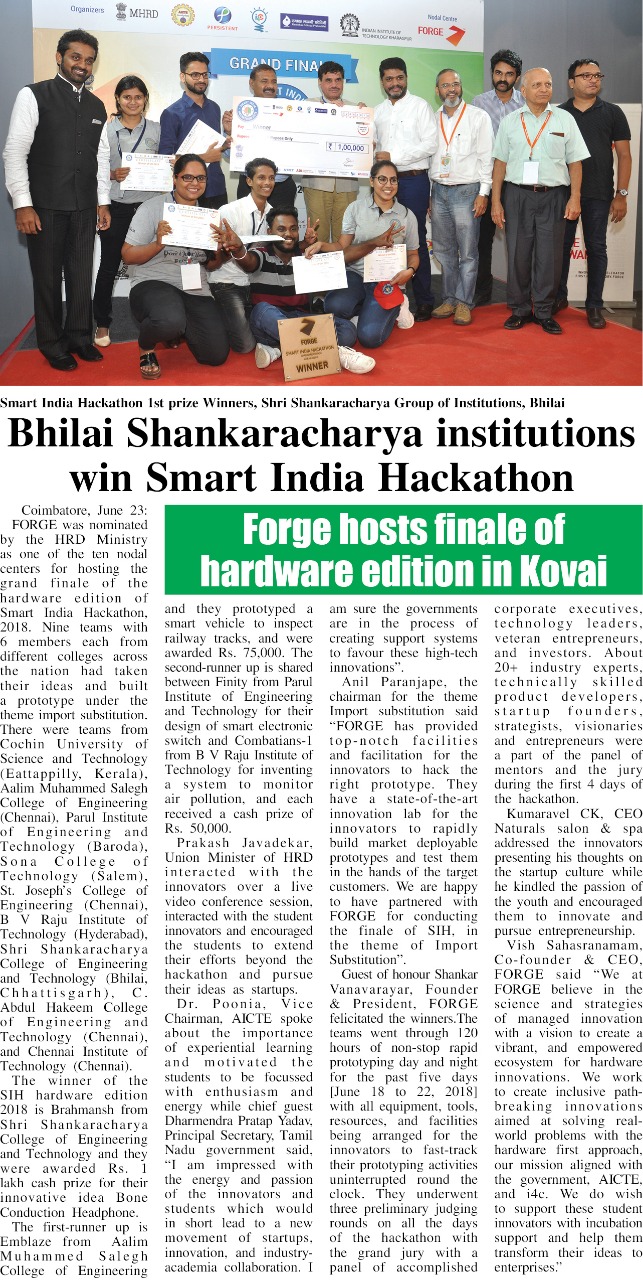 Organizers
MHRD
PERSISTENT
i4c
INDIAN INSTITUTE OF
TECHNOLOGY KHARAGPUR
Nodal Centre
FORGE
GRAND FINALE
₹ 1,00,000
FORGE
SMART INDIA HACKATHON
WINNER
Smart India Hackathon 1st prize Winners, Shri Shankaracharya Group of Institutions, Bhilai
Bhilai Shankaracharya institutions
win Smart India Hackathon
Forge hosts finale of
hardware edition in Kovai
Coimbatore, June 23:
FORGE was nominated
by the HRD Ministry
as one of the ten nodal
centers for hosting the
grand finale of the
hardware edition of
Smart India Hackathon,
2018. Nine teams with
6 members each from
different colleges across
the nation had taken
their ideas and built
a prototype under the
theme import substitution.
There were teams from
Cochin University of
Science and Technology
(Eattappilly, Kerala),
Aalim Muhammed Salegh
College of Engineering
(Chennai), Parul Institute
of Engineering and
Technology (Baroda),
Sona College of
Technology (Salem),
St. Joseph's College of
Engineering (Chennai),
B V Raju Institute of
Technology (Hyderabad),
Shri Shankaracharya
College of Engineering
and Technology (Bhilai,
Chhattisgarh), C.
Abdul Hakeem College
of Engineering and
Technology (Chennai),
and Chennai Institute of
Technology (Chennai).
The winner of the
SIH hardware edition
2018 is Brahmansh from
Shri Shankaracharya
College of Engineering
and Technology and they
were awarded Rs. 1
lakh cash prize for their
innovative idea Bone
Conduction Headphone.
The first-runner up is
Emblaze from Aalim
Muhammed Salegh
College of Engineering
and they prototyped a
smart vehicle to inspect
railway tracks, and were
awarded Rs. 75,000. The
second-runner up is shared
between Finity from Parul
Institute of Engineering
and Technology for their
design of smart electronic
switch and Combatians-1
from B V Raju Institute of
Technology for inventing
a system to monitor
air pollution, and each
received a cash prize of
Rs. 50,000.
Prakash Javadekar,
Union Minister of HRD
interacted with the
innovators over a live
video conference session,
interacted with the student
innovators and encouraged
the students to extend
their efforts beyond the
hackathon and pursue
their ideas as startups.
Dr. Poonia, Vice
Chairman, AICTE spoke
about the importance
of experiential learning
and motivated the
students to be focussed
with enthusiasm and
energy while chief guest
Dharmendra Pratap Yadav,
Principal Secretary, Tamil
Nadu government said,
“I am impressed with
the energy and passion
of the innovators and
students which would
in short lead to a new
movement of startups,
innovation, and industry-
academia collaboration. I
am sure the governments
are in the process of
creating support systems
to favour these high-tech
innovations”.
Anil Paranjape, the
chairman for the theme
Import substitution said
“FORGE has provided
top-notch facilities
and facilitation for the
innovators to hack the
right prototype. They
have a state-of-the-art
innovation lab for the
innovators to rapidly
build market deployable
prototypes and test them
in the hands of the target
customers. We are happy
to have partnered with
FORGE for conducting
the finale of SIH, in
the theme of Import
Substitution”.
Guest of honour Shankar
Vanavarayar, Founder
& President, FORGE
felicitated the winners.The
teams went through 120
hours of non-stop rapid
prototyping day and night
for the past five days
[June 18 to 22, 2018]
with all equipment, tools,
resources, and facilities
being arranged for the
innovators to fast-track
their prototyping activities
uninterrupted round the
clock. They underwent
three preliminary judging
rounds on all the days
of the hackathon with
the grand jury with a
panel of accomplished
corporate executives,
technology leaders,
veteran entrepreneurs,
and investors. About
20+ industry experts,
technically skilled
product developers,
startup founders,
strategists, visionaries
and entrepreneurs were
a part of the panel of
mentors and the jury
during the first 4 days of
the hackathon.
Kumaravel CK, CEO
Naturals salon & spa
addressed the innovators
presenting his thoughts on
the startup culture while
he kindled the passion of
the youth and encouraged
them to innovate and
pursue entrepreneurship.
Vish Sahasranamam,
Co-founder & CEO,
FORGE said “We at
FORGE believe in the
science and strategies
of managed innovation
with a vision to create a
vibrant, and empowered
ecosystem for hardware
innovations. We work
to create inclusive path-
breaking innovations
aimed at solving real-
world problems with the
hardware first approach,
our mission aligned with
the government, AICTE,
and i4c. We do wish
to support these student
innovators with incubation
support and help them
transform their ideas to
enterprises.”